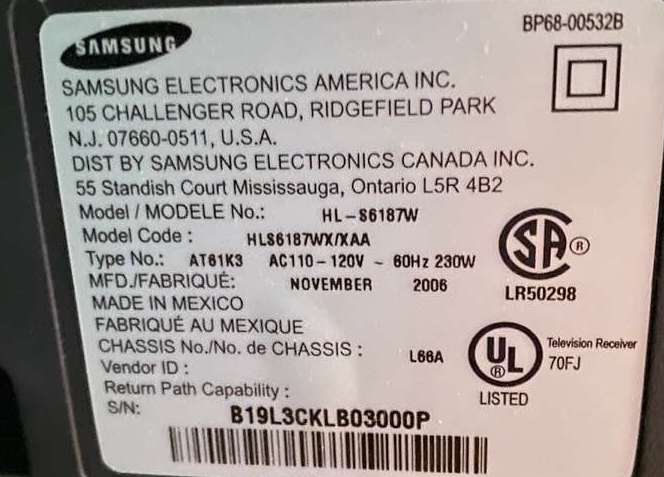 BP68-00532B
SAMSUNG
SAMSUNG ELECTRONICS AMERICA INC.
105 CHALLENGER ROAD, RIDGEFIELD PARK
N.J. 07660-0511, U.S.A.
DIST BY SAMSUNG ELECTRONICS CANADA INC.
55 Standish Court Mississauga, Ontario L5R 4B2
Model / MODELE No.: HL-S6187W
Model Code : HLS6187WX/XAA
Type No.: AT61K3 AC110-120V ~ 60Hz 230W
MFD./FABRIQUÉ: NOVEMBER 2006
MADE IN MEXICO
FABRIQUÉ AU MEXIQUE
CHASSIS No./No. de CHASSIS : L66A
Vendor ID :
Return Path Capability :
S/N: B19L3CKLB03000P
SA ®
LR50298
UL ®
LISTED
Television Receiver
70FJ